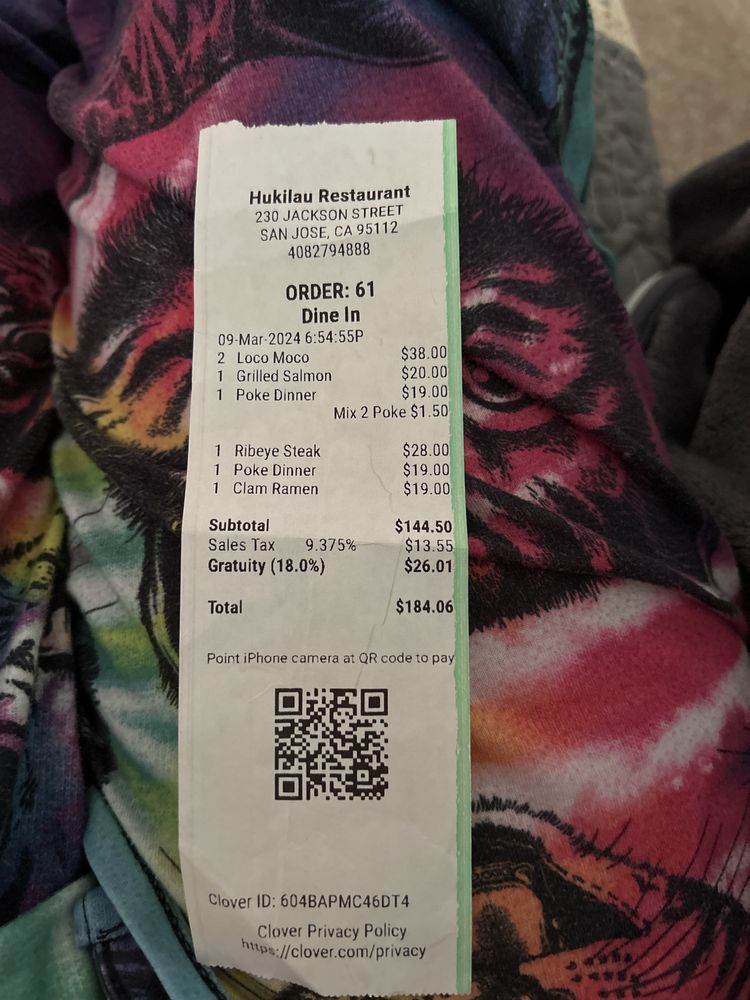 Hukilau Restaurant
230 JACKSON STREET
SAN JOSE, CA 95112
4082794888
ORDER: 61
Dine In
09-Mar-2024 6:54:55P
2 Loco Moco $38.00
1 Grilled Salmon $20.00
1 Poke Dinner $19.00
Mix 2 Poke $1.50
1 Ribeye Steak $28.00
1 Poke Dinner $19.00
1 Clam Ramen $19.00
Subtotal $144.50
Sales Tax 9.375% $13.55
Gratuity (18.0%) $26.01
Total $184.06
Point iPhone camera at QR code to pay
Clover ID: 604BAPMC46DT4
Clover Privacy Policy
https://clover.com/privacy